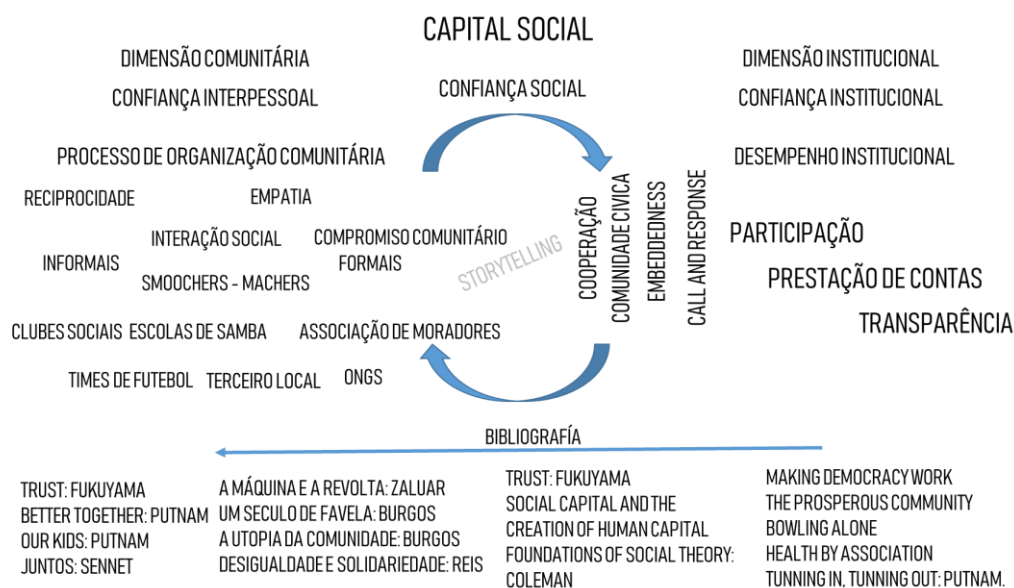 CAPITAL SOCIAL
DIMENSÃO COMUNITÁRIA
CONFIANÇA INTERPESSOAL
CONFIANÇA SOCIAL
DIMENSÃO INSTITUCIONAL
CONFIANÇA INSTITUCIONAL
PROCESSO DE ORGANIZAÇÃO COMUNITÁRIA
DESEMPENHO INSTITUCIONAL
RECIPROCIDADE
EMPATIA
INTERAÇÃO SOCIAL
COMPROMISO COMUNITÁRIO
INFORMAIS
FORMAIS
SMOOCHERS - MACHERS
STORYTELLING
COOPERAÇÃO
COMUNIDADE CIVICA
EMBEDDEDNESS
CALL AND RESPONSE
PARTICIPAÇÃO
PRESTAÇÃO DE CONTAS
TRANSPARÊNCIA
CLUBES SOCIAIS
ESCOLAS DE SAMBA
ASSOCIAÇÃO DE MORADORES
TIMES DE FUTEBOL
TERCEIRO LOCAL
ONGS
BIBLIOGRAFÍA
TRUST: FUKUYAMA
BETTER TOGETHER: PUTNAM
OUR KIDS: PUTNAM
JUNTOS: SENNET
A MÁQUINA E A REVOLTA: ZALUAR
UM SECULO DE FAVELA: BURGOS
A UTOPIA DA COMUNIDADE: BURGOS
DESIGUALDADE E SOLIDARIEDADE: REIS
TRUST: FUKUYAMA
SOCIAL CAPITAL AND THE
CREATION OF HUMAN CAPITAL
FOUNDATIONS OF SOCIAL THEORY:
COLEMAN
MAKING DEMOCRACY WORK
THE PROSPEROUS COMMUNITY
BOWLING ALONE
HEALTH BY ASSOCIATION
TUNNING IN, TUNNING OUT: PUTNAM.